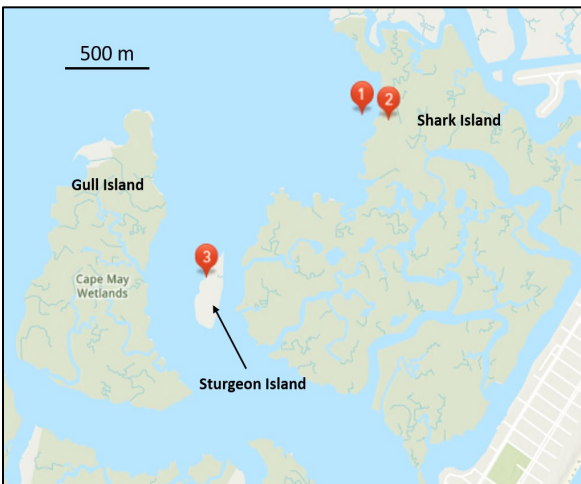 500 m
1
2
Shark Island
Gull Island
3
Cape May
Wetlands
Sturgeon Island